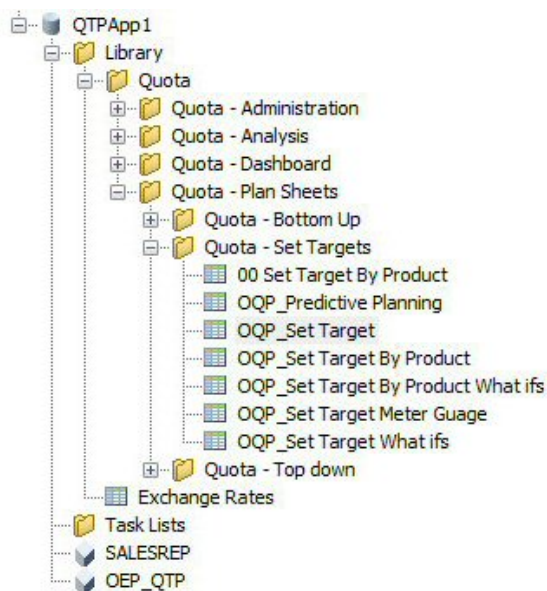 QTPApp1
Library
Quota
Quota - Administration
Quota - Analysis
Quota - Dashboard
Quota - Plan Sheets
Quota - Bottom Up
Quota - Set Targets
00 Set Target By Product
OQP_Predictive Planning
OQP_Set Target
OQP_Set Target By Product
OQP_Set Target By Product What ifs
OQP_Set Target Meter Guage
OQP_Set Target What ifs
Quota - Top down
Exchange Rates
Task Lists
SALESREP
OEP_QTP